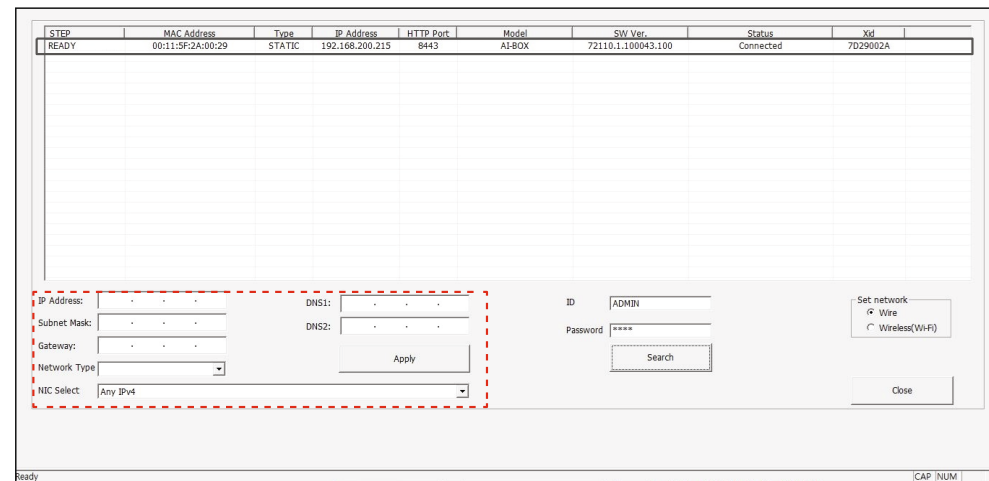 STEP MAC Address Type IP Address HTTP Port Model SW Ver. Status Xid
READY 00:11:5F:2A:00:29 STATIC 192.168.200.215 8443 AI-BOX 72110.1.100043.100 Connected 7D29002A
IP Address: . . . DNS1: . . . ID ADMIN Set network
Wire
Subnet Mask: . . . DNS2: . . . Password **** Wireless(Wi-Fi)
Gateway: . . .
Apply Search
Network Type
NIC Select Any IPv4 Close
Ready CAP NUM